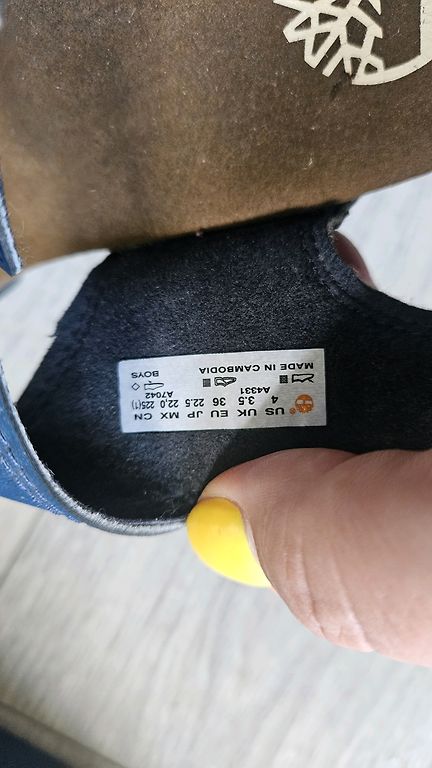 US UK EU JP MX CN
4 3.5 36 22.5 22.0 225(1)
A4331 A7042
MADE IN CAMBODIA BOYS